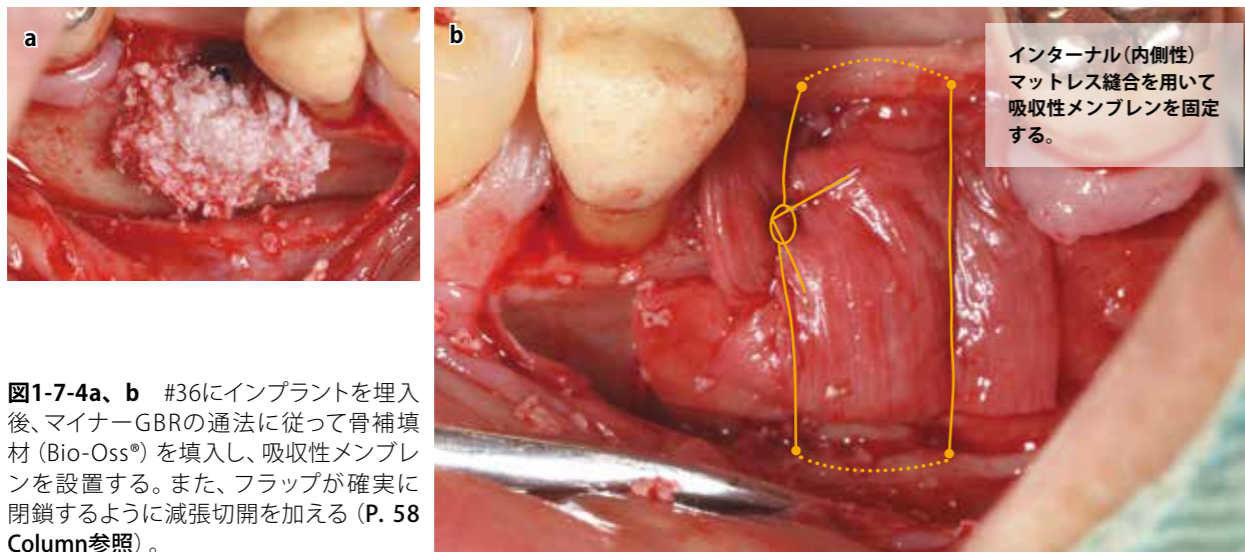 a
b
インターナル（内側性）
マットレス縫合を用いて
吸収性メンブレンを固定
する。
図1-7-4a、b　#36にインプラントを埋入
後、マイナーGBRの通法に従って骨補填
材（Bio-Oss®）を填入し、吸収性メンブレ
ンを設置する。また、フラップが確実に
閉鎖するように減張切開を加える（P. 58
Column参照）。